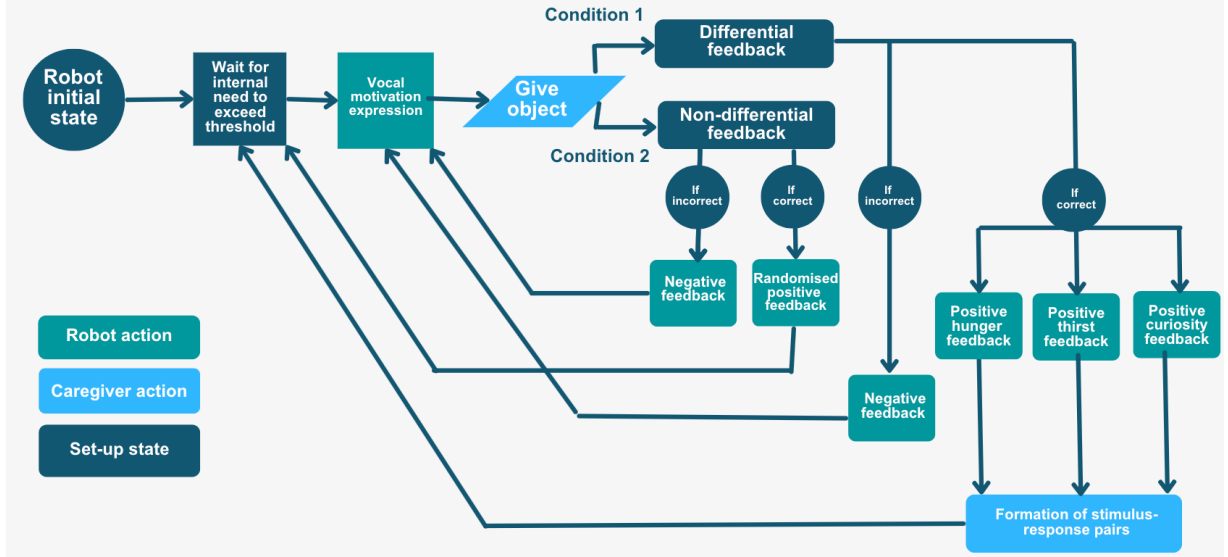 Condition 1
Robot
initial
state
Wait for
internal
need to
exceed
threshold
Vocal
motivation
expression
Give
object
Differential
feedback
Non-differential
feedback
Condition 2
If
incorrect
If
correct
If
incorrect
If
correct
Negative
feedback
Randomised
positive
feedback
Positive
hunger
feedback
Positive
thirst
feedback
Positive
curiosity
feedback
Robot action
Caregiver action
Set-up state
Negative
feedback
Formation of stimulus-
response pairs